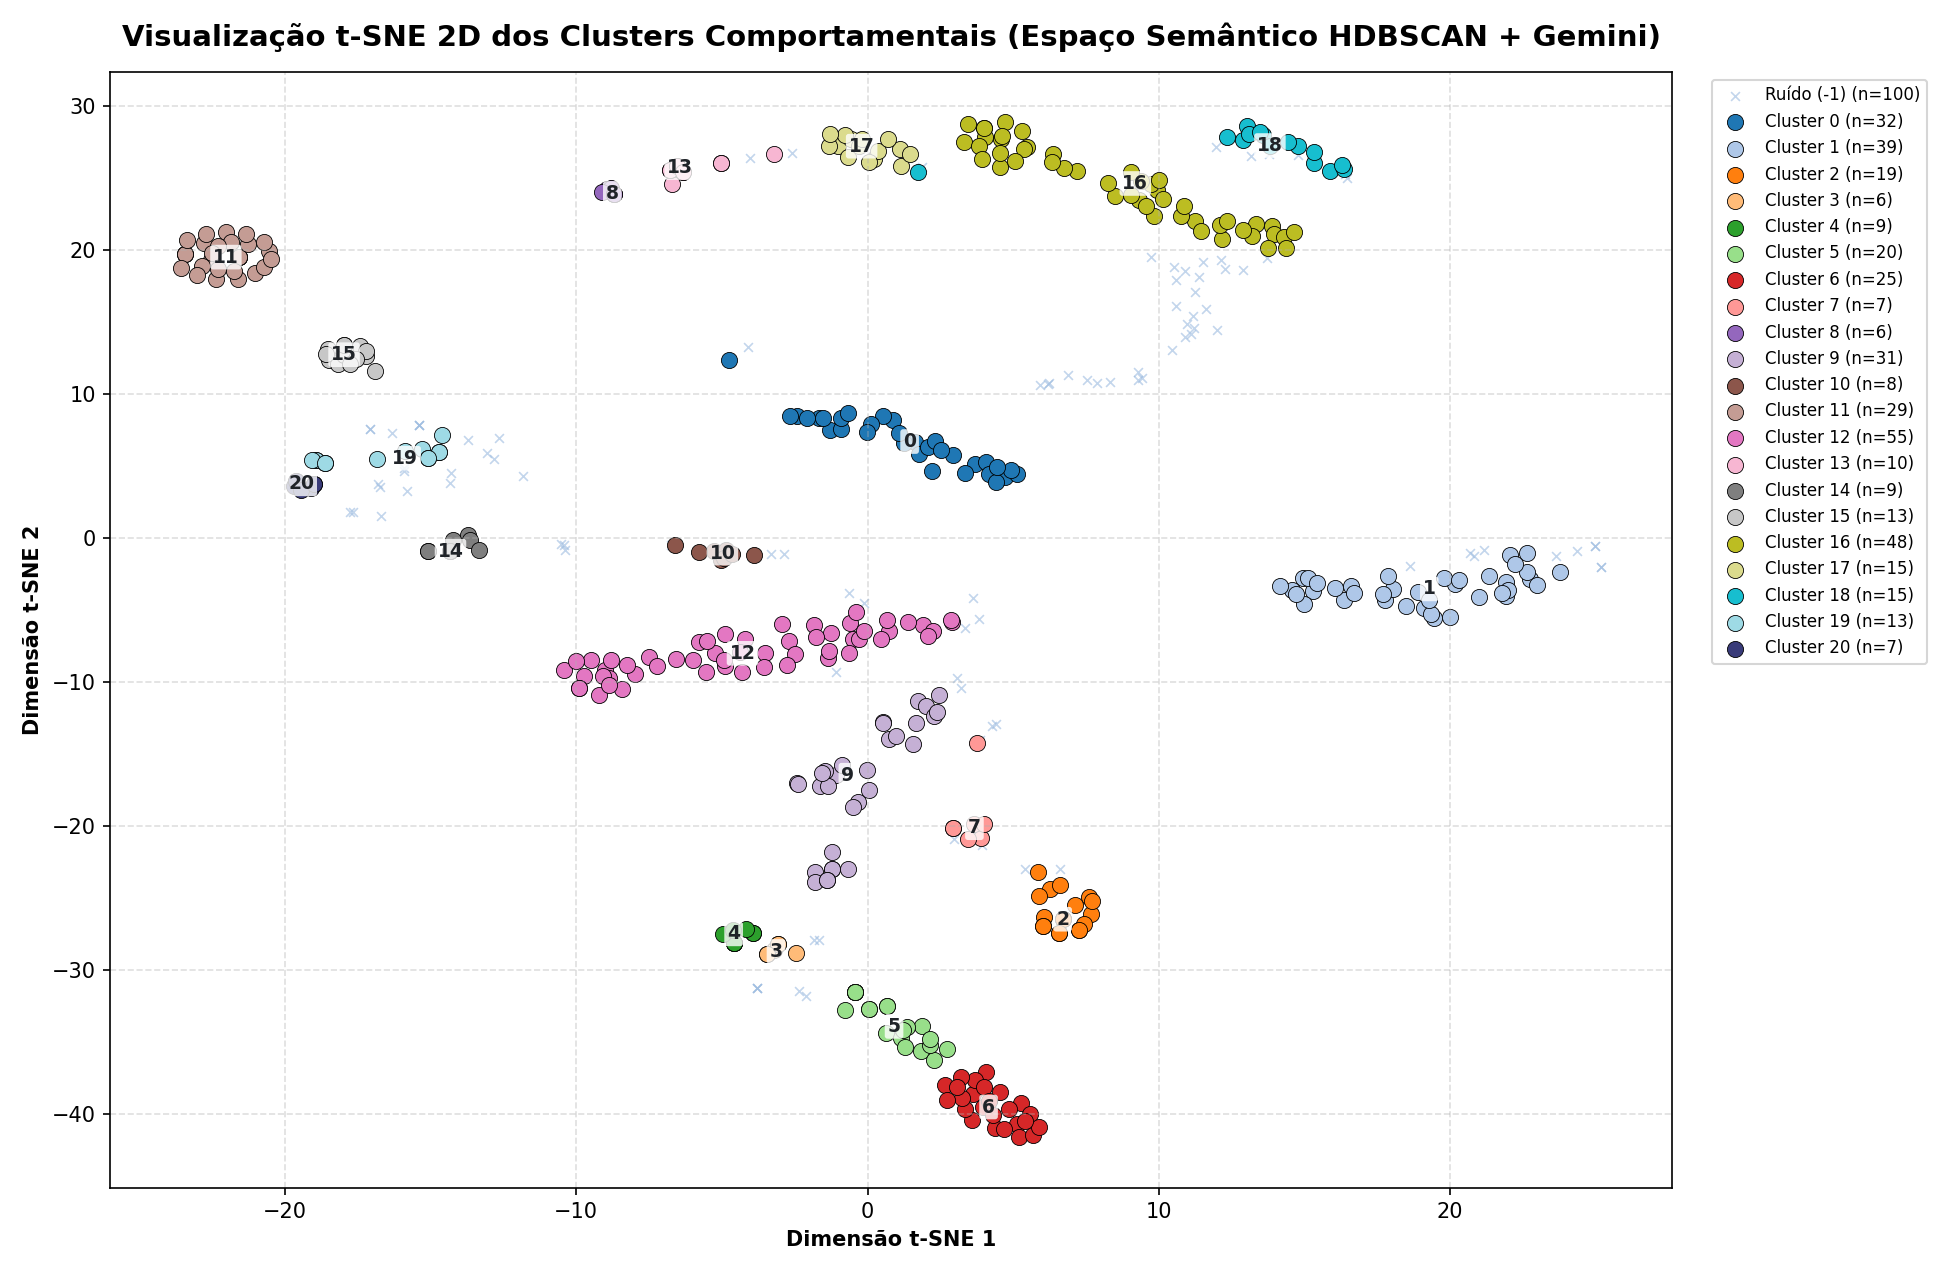 Visualização t-SNE 2D dos Clusters Comportamentais (Espaço Semântico HDBSCAN + Gemini)
Ruído (-1) (n=100)
Cluster 0 (n=32)
Cluster 1 (n=39)
Cluster 2 (n=19)
Cluster 3 (n=6)
Cluster 4 (n=9)
Cluster 5 (n=20)
Cluster 6 (n=25)
Cluster 7 (n=7)
Cluster 8 (n=6)
Cluster 9 (n=31)
Cluster 10 (n=8)
Cluster 11 (n=29)
Cluster 12 (n=55)
Cluster 13 (n=10)
Cluster 14 (n=9)
Cluster 15 (n=13)
Cluster 16 (n=48)
Cluster 17 (n=15)
Cluster 18 (n=15)
Cluster 19 (n=13)
Cluster 20 (n=7)
Dimensão t-SNE 2
30
20
10
0
−10
−20
−30
−40
17
18
13
16
8
11
15
0
19
20
14
10
1
12
9
7
2
4
3
5
6
−20
−10
0
10
20
Dimensão t-SNE 1